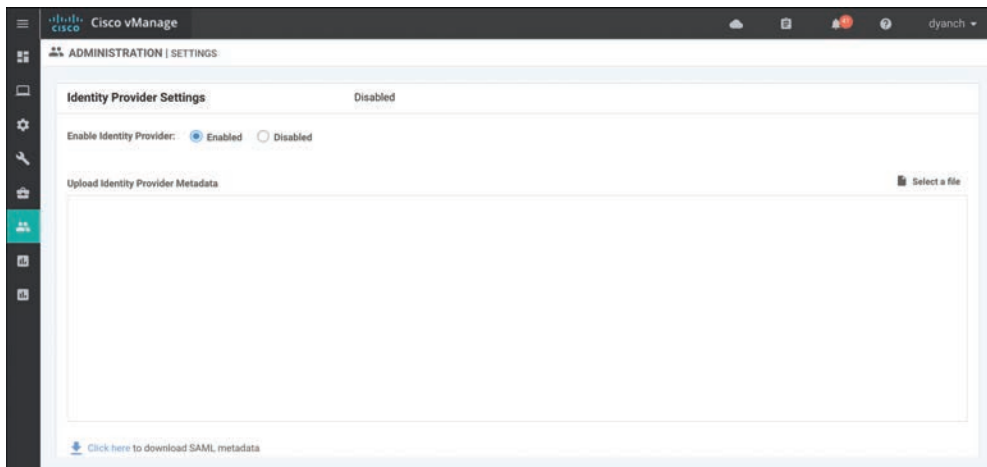 CISCO
Cisco vManage
dyanch
ADMINISTRATION | SETTINGS
Identity Provider Settings
Disabled
Enable Identity Provider:
Enabled
Disabled
Upload Identity Provider Metadata
Select a file
Click here to download SAML metadata